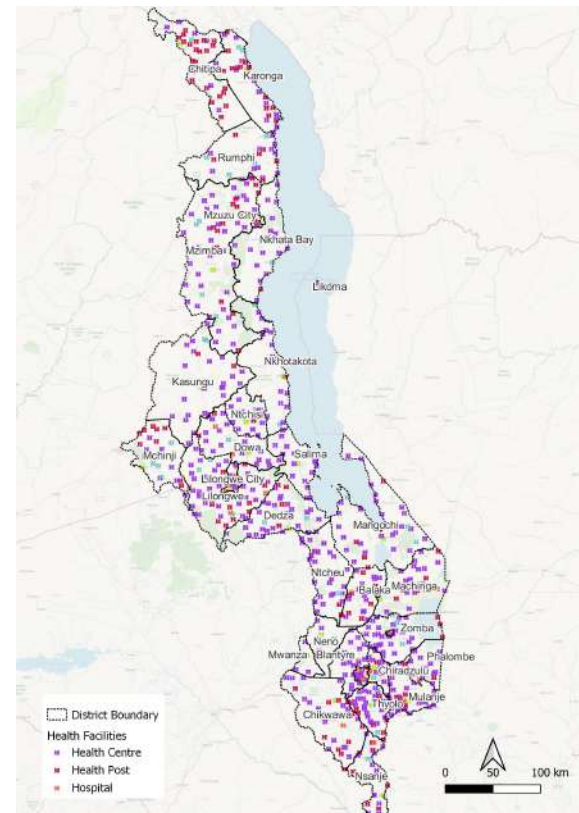 Chitipa
Karonga
Rumphi
Mzuzu City
Nkhata Bay
Mzimba
Likoma
Nkhotakota
Kasungu
Ntchisi
Dowa
Mchinji
Salima
Lilongwe City
Lilongwe
Dedza
Mangochi
Ntcheu
Balaka
Machinga
Zomba
Neno
Mwanza
Blantyre
Phalombe
Chiradzulu
Mulanje
Thyolo
Chikwawa
Nsanje
District Boundary
Health Facilities
Health Centre
Health Post
Hospital
0 50 100 km